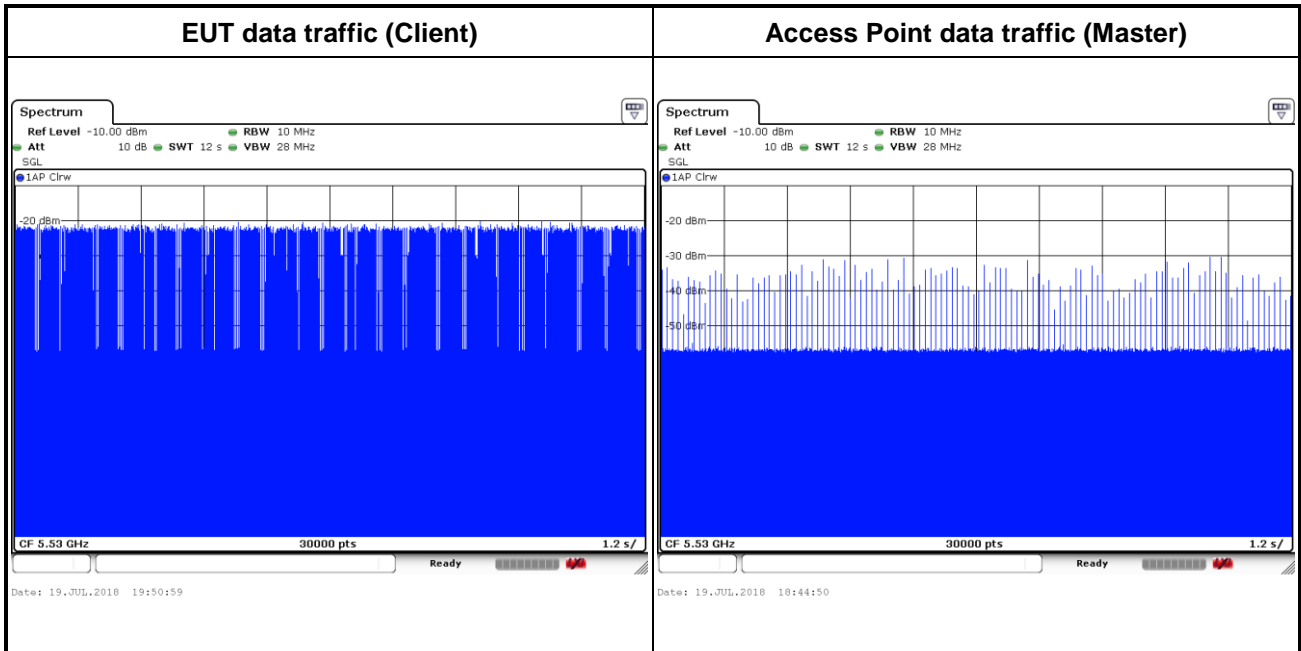 EUT data traffic (Client)
Access Point data traffic (Master)
Spectrum
Ref Level -10.00 dBm RBW 10 MHz
Att 10 dB SWT 12 s VBW 28 MHz
SGL
1AP Clrw
-20 dBm
CF 5.53 GHz 30000 pts 1.2 s/
Ready
Date: 19.JUL.2018 19:50:59
Spectrum
Ref Level -10.00 dBm RBW 10 MHz
Att 10 dB SWT 12 s VBW 28 MHz
SGL
1AP Clrw
-20 dBm
-30 dBm
-40 dBm
-50 dBm
CF 5.53 GHz 30000 pts 1.2 s/
Ready
Date: 19.JUL.2018 18:44:50